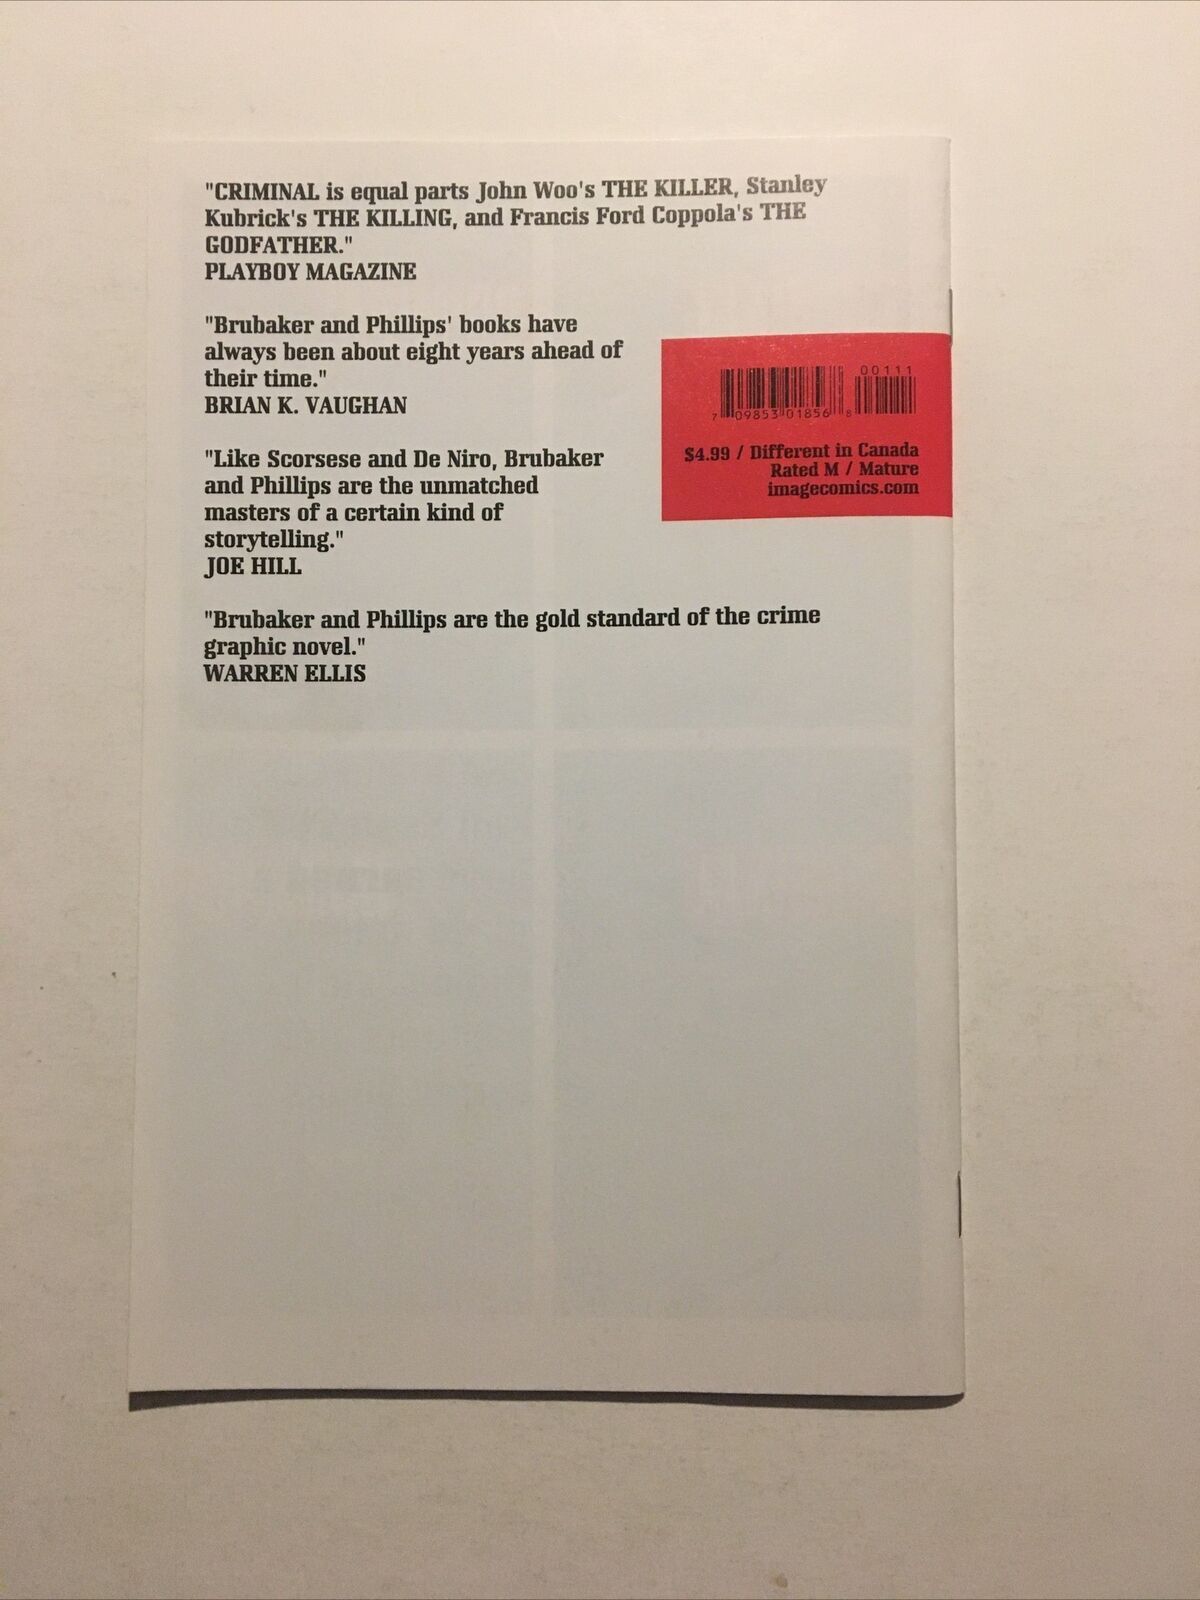 "CRIMINAL is equal parts John Woo's THE KILLER, Stanley
Kubrick's THE KILLING, and Francis Ford Coppola's THE
GODFATHER."
PLAYBOY MAGAZINE
"Brubaker and Phillips' books have
always been about eight years ahead of
their time."
BRIAN K. VAUGHAN
"Like Scorsese and De Niro, Brubaker
and Phillips are the unmatched
masters of a certain kind of
storytelling."
JOE HILL
"Brubaker and Phillips are the gold standard of the crime
graphic novel."
WARREN ELLIS
00111
7 09853 01856 8
$4.99 / Different in Canada
Rated M / Mature
imagecomics.com